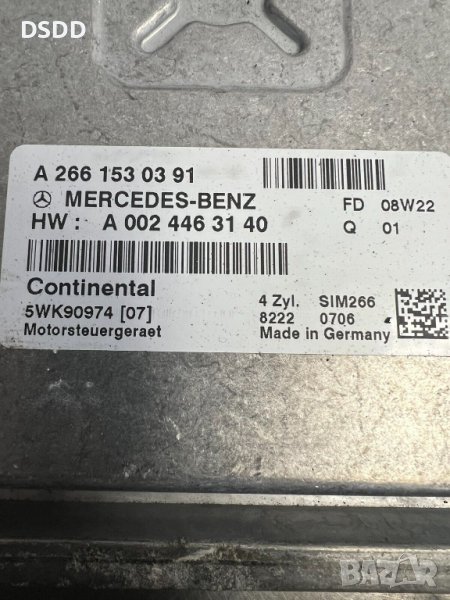 DSDD
A 266 153 03 91
MERCEDES-BENZ
FD 08W22
HW : A 002 446 31 40
Q 01
Continental
5WK90974 [07]
4 Zyl. SIM266
Motorsteuergeraet
8222 0706
Made in Germany
BAZAR